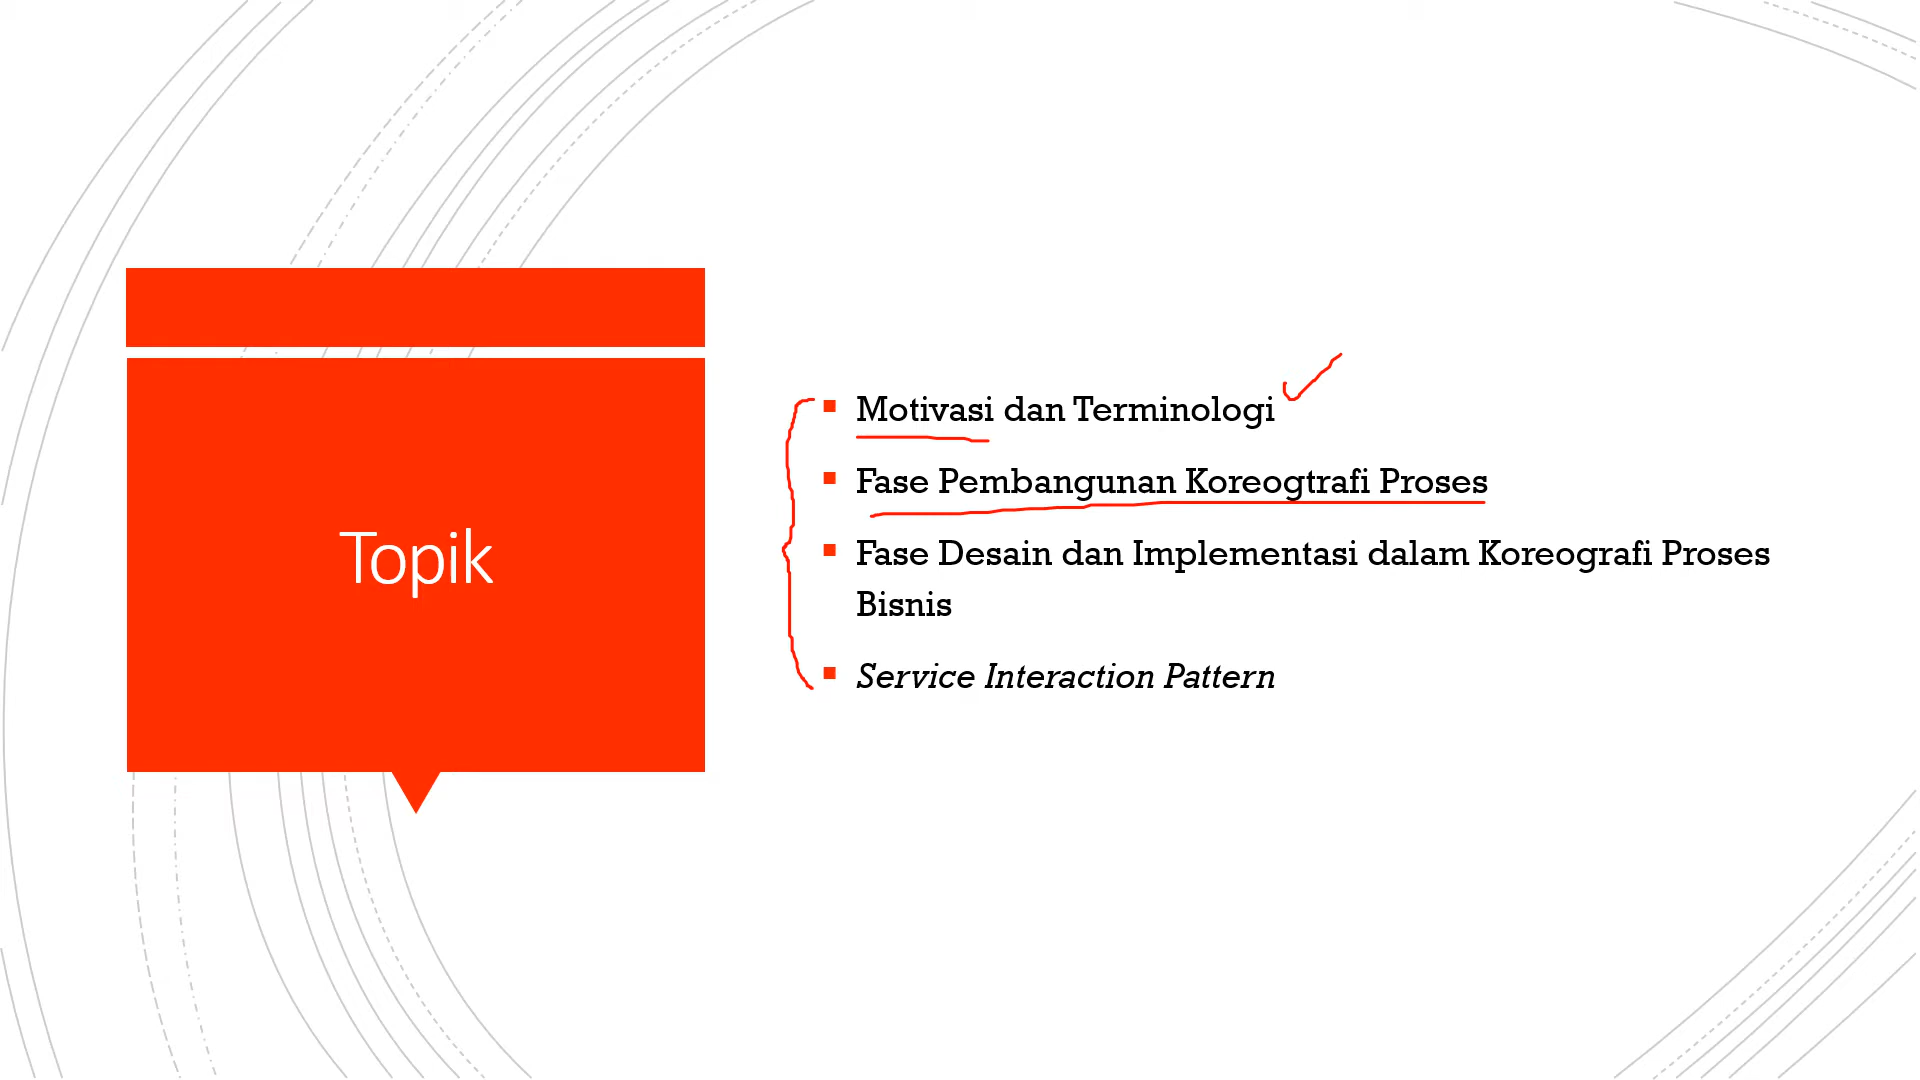 Topik
Motivasi dan Terminologi
Fase Pembangunan Koreogtrafi Proses
Fase Desain dan Implementasi dalam Koreografi Proses
Bisnis
Service Interaction Pattern